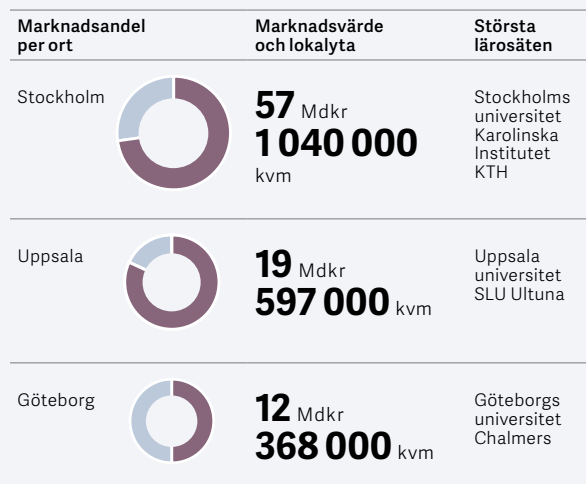 Marknadsandel
per ort
Marknadsvärde
och lokalyta
Största
lärosäten
Stockholm
57 Mdkr
1 040 000
kvm
Stockholms
universitet
Karolinska
Institutet
KTH
Uppsala
19 Mdkr
597 000 kvm
Uppsala
universitet
SLU Ultuna
Göteborg
12 Mdkr
368 000 kvm
Göteborgs
universitet
Chalmers